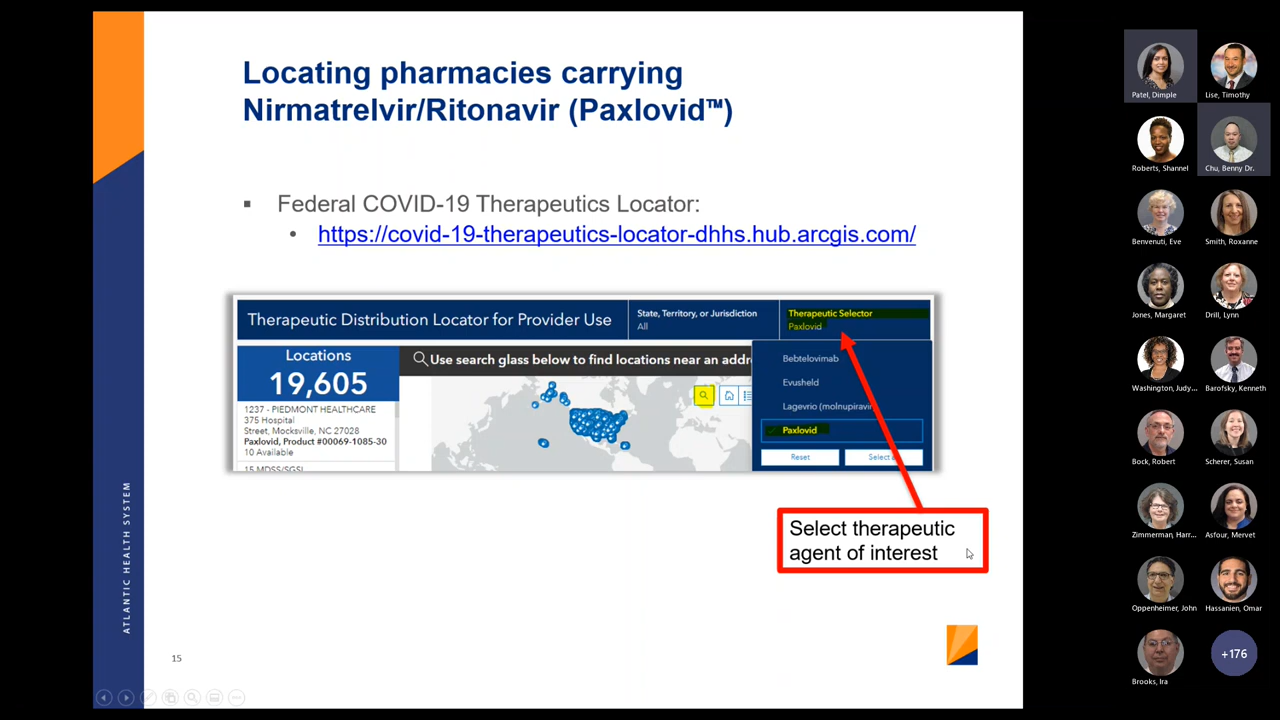 Locating pharmacies carrying
Nirmatrelvir/Ritonavir (Paxlovid™)
▪ Federal COVID-19 Therapeutics Locator:
• https://covid-19-therapeutics-locator-dhhs.hub.arcgis.com/
Therapeutic Distribution Locator for Provider Use
State, Territory, or Jurisdiction
All
Therapeutic Selector
Paxlovid
Locations
19,605
1237 - PIEDMONT HEALTHCARE
375 Hospital
Street, Mocksville, NC 27028
Paxlovid, Product #00069-1085-30
10 Available
15 MDSS/SGSL
Use search glass below to find locations near an addr
Bebtelovimab
Evusheld
Lagevrio (molnupiravir
Paxlovid
Reset
Select
Select therapeutic
agent of interest
ATLANTIC HEALTH SYSTEM
15
Patel, Dimple
Lise, Timothy
Roberts, Shannel
Chu, Benny Dr.
Benvenuti, Eve
Smith, Roxanne
Jones, Margaret
Drill, Lynn
Washington, Judy...
Barofsky, Kenneth
Bock, Robert
Scherer, Susan
Zimmerman, Harr...
Asfour, Mervet
Oppenheimer, John
Hassanien, Omar
Brooks, Ira
+176